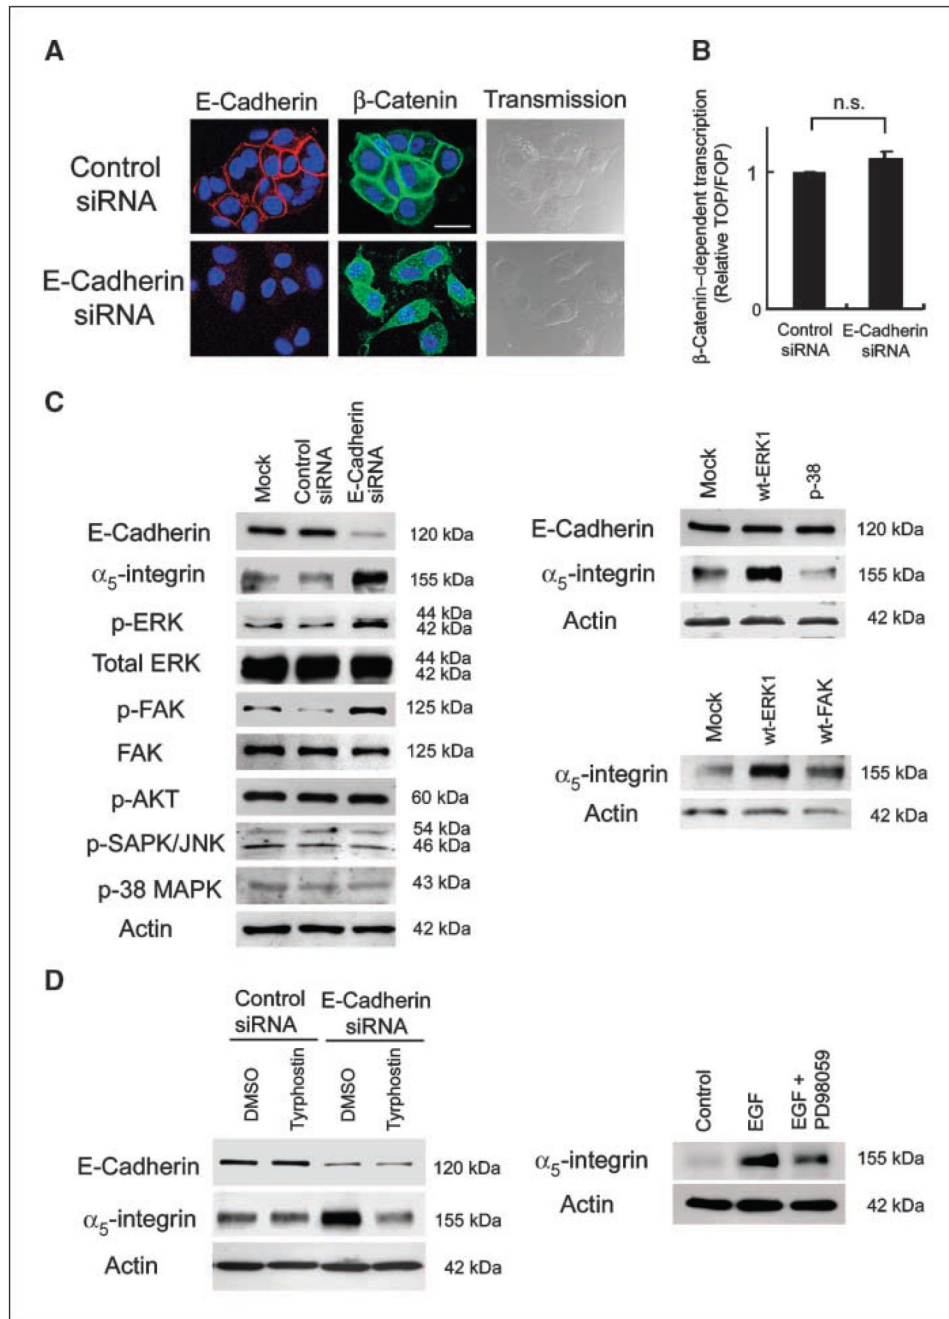 A
E-Cadherin β-Catenin Transmission
Control
siRNA
E-Cadherin
siRNA
B
β-Catenin–dependent transcription
(Relative TOP/FOP)
n.s.
1
0
Control
siRNA
E-Cadherin
siRNA
C
Mock
Control
siRNA
E-Cadherin
siRNA
E-Cadherin 120 kDa
α5-integrin 155 kDa
p-ERK 44 kDa
42 kDa
Total ERK 44 kDa
42 kDa
p-FAK 125 kDa
FAK 125 kDa
p-AKT 60 kDa
p-SAPK/JNK 54 kDa
46 kDa
p-38 MAPK 43 kDa
Actin 42 kDa
Mock
wt-ERK1
p-38
E-Cadherin 120 kDa
α5-integrin 155 kDa
Actin 42 kDa
Mock
wt-ERK1
wt-FAK
α5-integrin 155 kDa
Actin 42 kDa
D
Control
siRNA
E-Cadherin
siRNA
DMSO
Tyrphostin
DMSO
Tyrphostin
E-Cadherin 120 kDa
α5-integrin 155 kDa
Actin 42 kDa
Control
EGF
EGF +
PD98059
α5-integrin 155 kDa
Actin 42 kDa